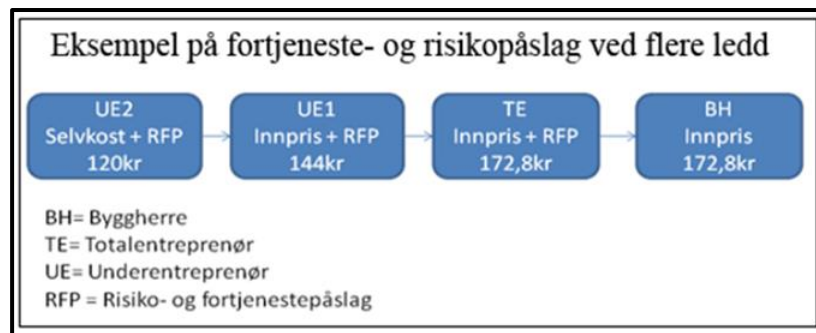 Eksempel på fortjeneste- og risikopåslag ved flere ledd
UE2
Selvkost + RFP
120kr
UE1
Innpris + RFP
144kr
TE
Innpris + RFP
172,8kr
BH
Innpris
172,8kr
BH= Byggherre
TE= Totalentreprenør
UE= Underentreprenør
RFP = Risiko- og fortjenestepåslag